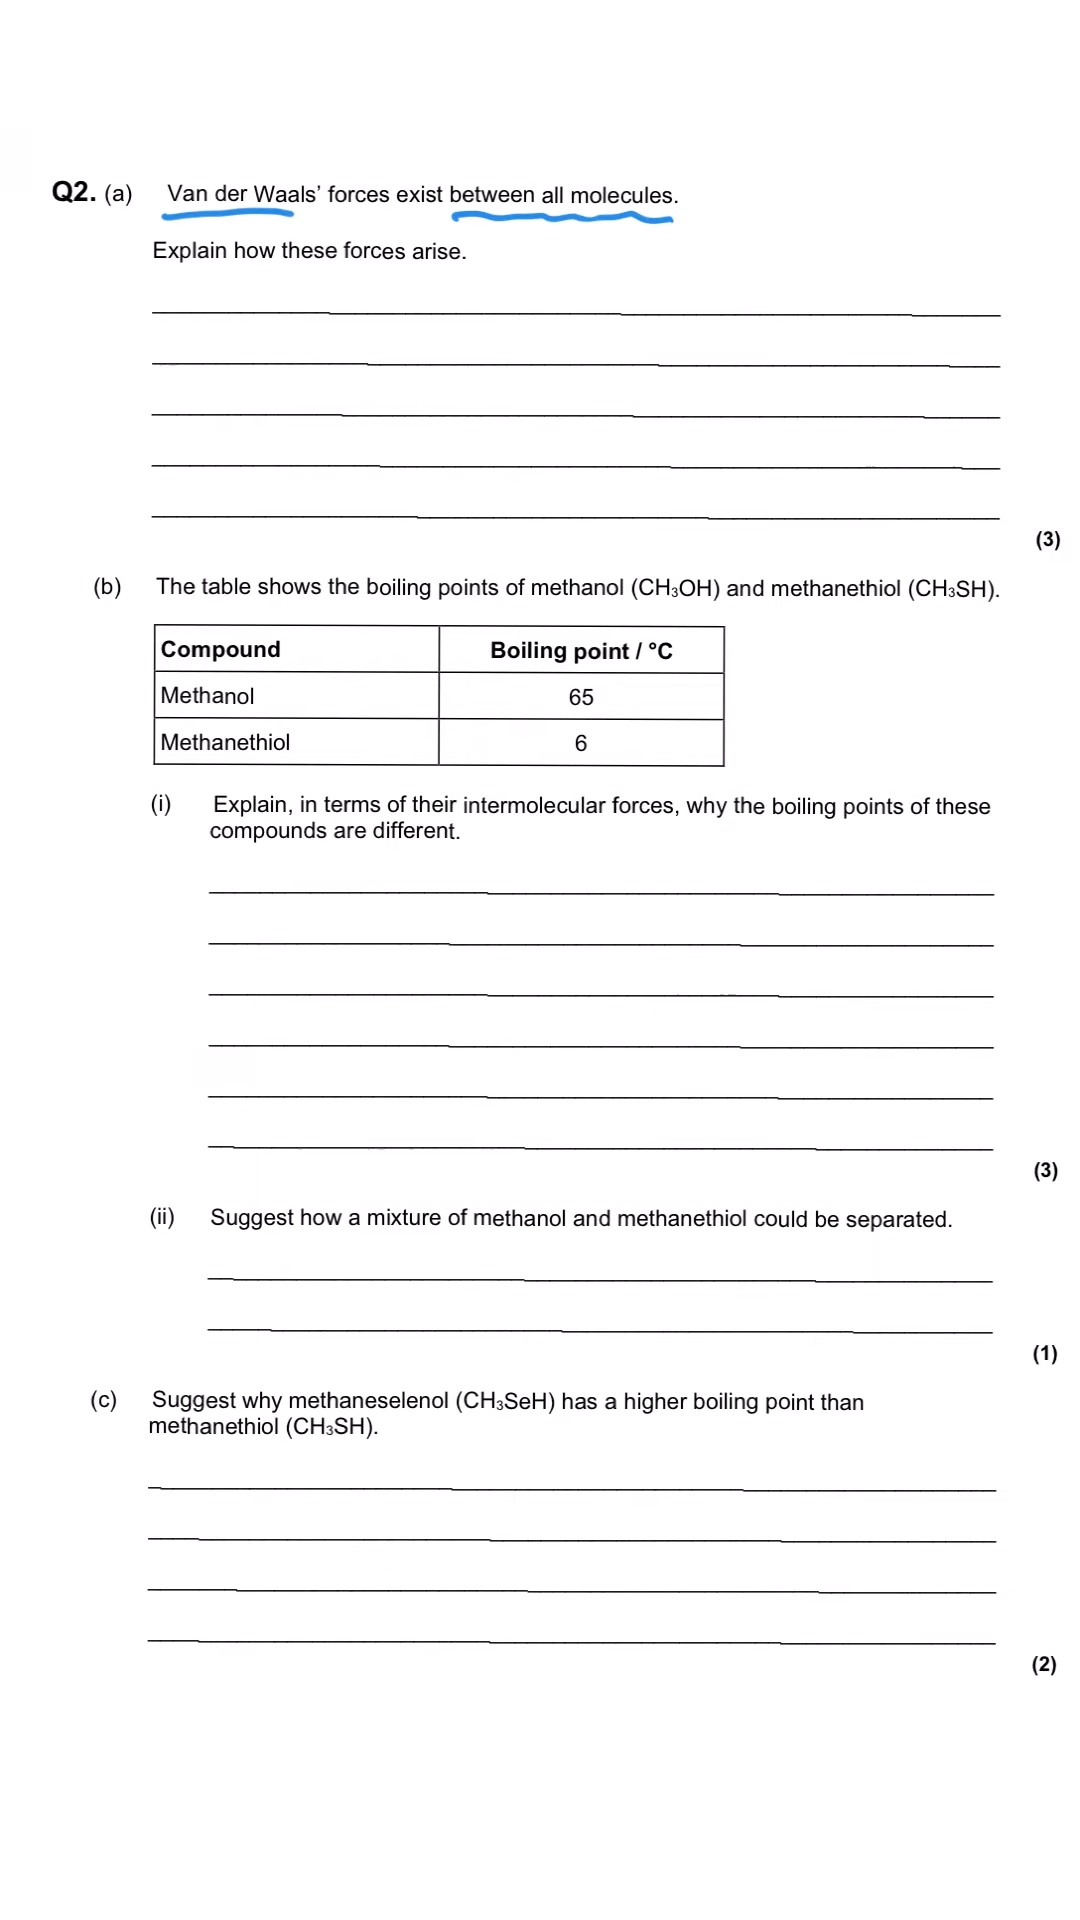 Q2. (a) Van der Waals’ forces exist between all molecules.
Explain how these forces arise.
(3)
(b) The table shows the boiling points of methanol (CH₃OH) and methanethiol (CH₃SH).
Compound Boiling point / °C
Methanol 65
Methanethiol 6
(i) Explain, in terms of their intermolecular forces, why the boiling points of these
compounds are different.
(3)
(ii) Suggest how a mixture of methanol and methanethiol could be separated.
(1)
(c) Suggest why methaneselenol (CH₃SeH) has a higher boiling point than
methanethiol (CH₃SH).
(2)